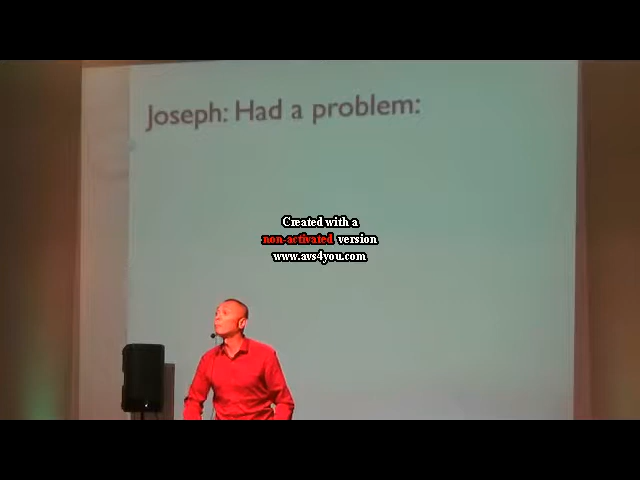 Joseph: Had a problem:
Created with a
non-activated version
www.avs4you.com